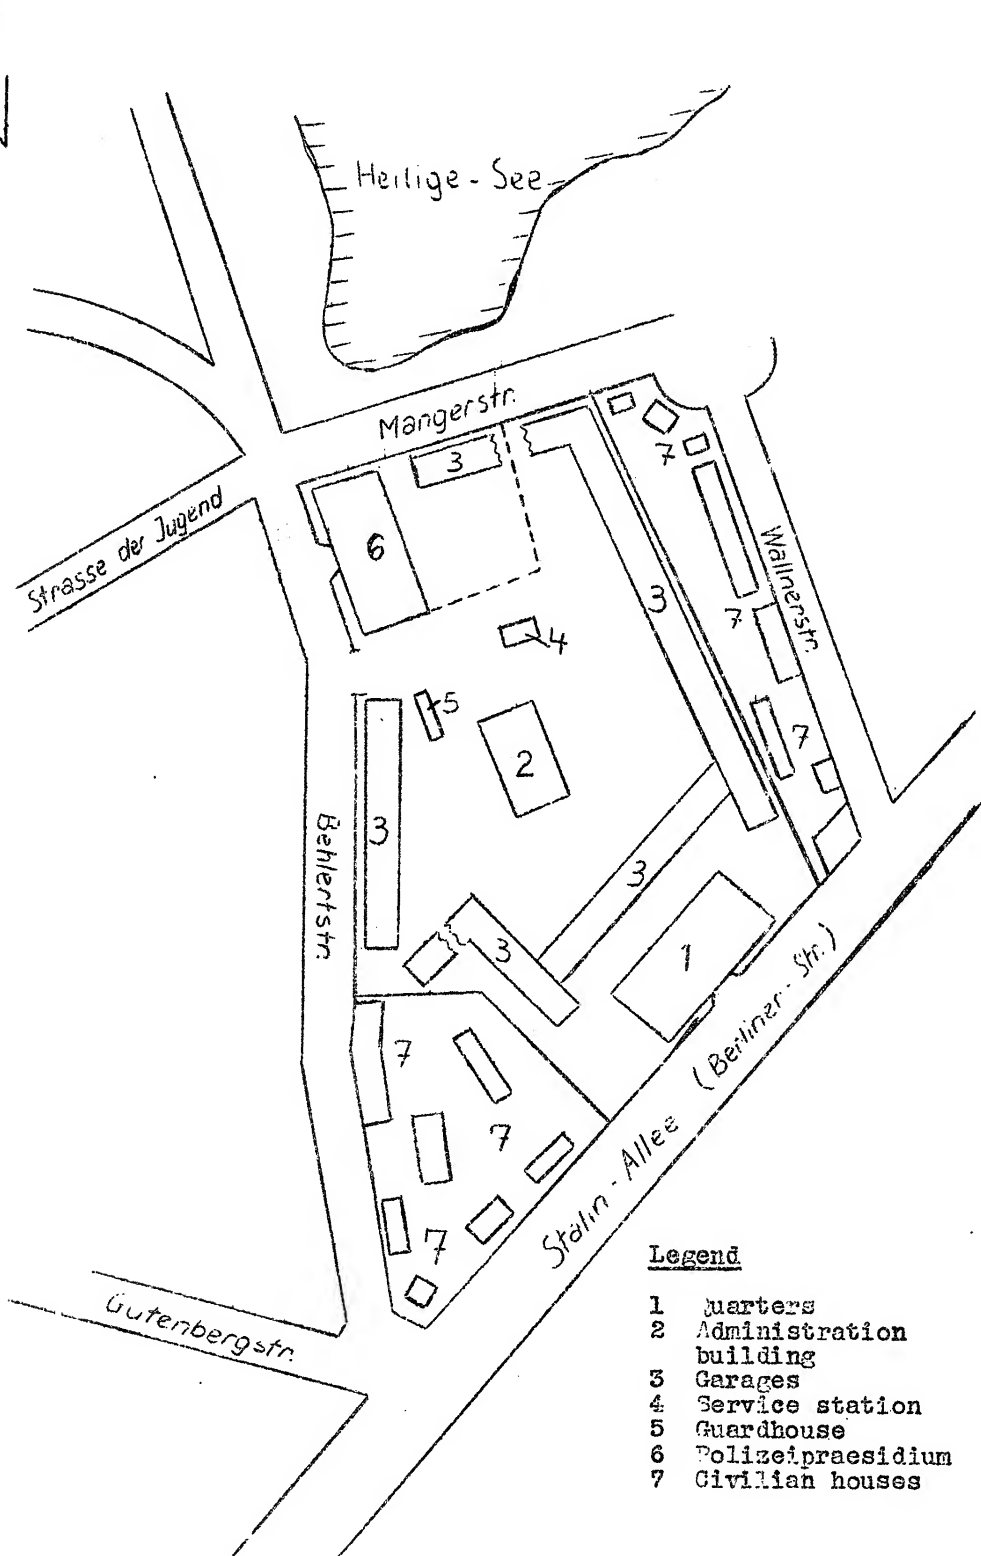 Heilige-See
Mangerstr.
3
7
Strasse der Jugend
6
Wallnerstr.
3
7
4
5
7
2
Behlertstr.
3
3
3
1
7
(Berliner-Str.)
7
Stalin-Allee
7
Gutenbergstr.
Legend
1 Quarters
2 Administration
building
3 Garages
4 Service station
5 Guardhouse
6 Polizeipraesidium
7 Civilian houses